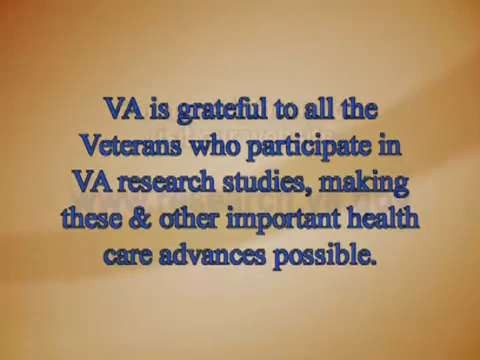 VA is grateful to all the
Veterans who participate in
VA research studies, making
these & other important health
care advances possible.